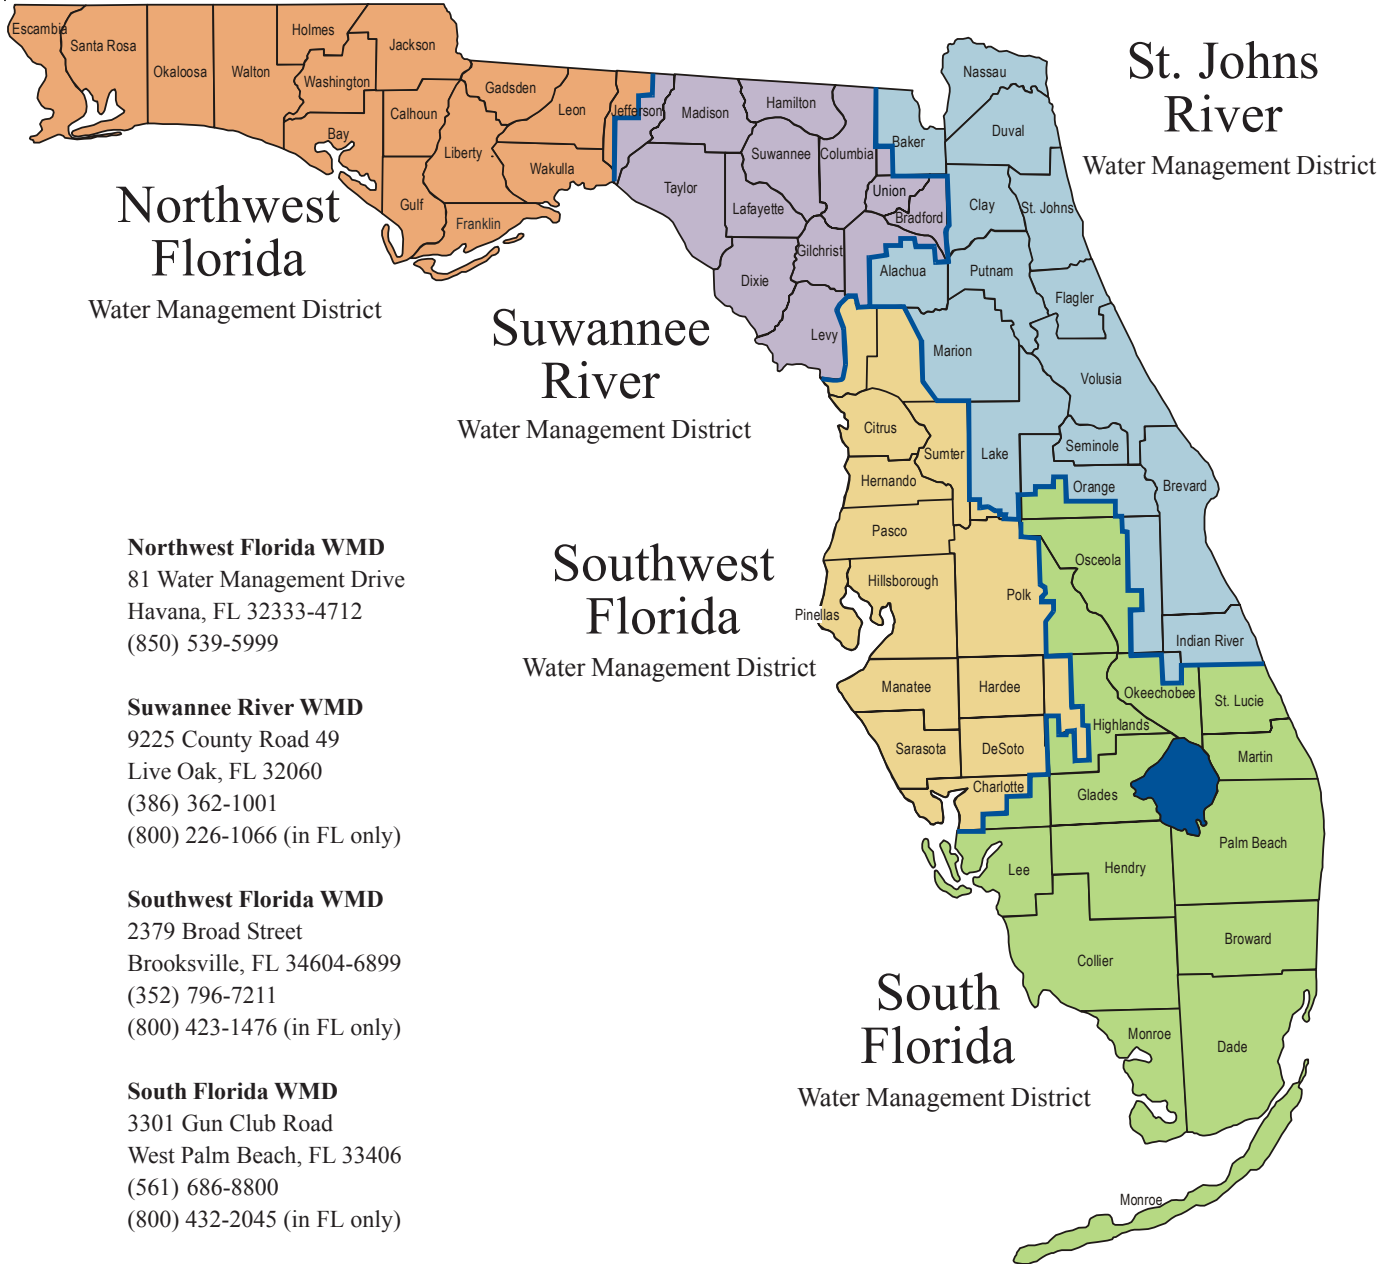 Escambia
Santa Rosa
Okaloosa
Walton
Holmes
Washington
Jackson
Bay
Calhoun
Gulf
Gadsden
Liberty
Franklin
Leon
Wakulla
Jefferson
Madison
Taylor
Hamilton
Suwannee
Lafayette
Columbia
Dixie
Gilchrist
Levy
Union
Bradford
Baker
Nassau
Duval
Clay
St. Johns
Alachua
Putnam
Flagler
Marion
Volusia
Citrus
Sumter
Lake
Seminole
Hernando
Orange
Brevard
Pasco
Osceola
Hillsborough
Polk
Pinellas
Indian River
Manatee
Hardee
Okeechobee
St. Lucie
Highlands
Sarasota
DeSoto
Martin
Charlotte
Glades
Palm Beach
Lee
Hendry
Broward
Collier
Monroe
Dade
Monroe
Northwest
Florida
Water Management District
St. Johns
River
Water Management District
Suwannee
River
Water Management District
Southwest
Florida
Water Management District
South
Florida
Water Management District
Northwest Florida WMD
81 Water Management Drive
Havana, FL 32333-4712
(850) 539-5999
Suwannee River WMD
9225 County Road 49
Live Oak, FL 32060
(386) 362-1001
(800) 226-1066 (in FL only)
Southwest Florida WMD
2379 Broad Street
Brooksville, FL 34604-6899
(352) 796-7211
(800) 423-1476 (in FL only)
South Florida WMD
3301 Gun Club Road
West Palm Beach, FL 33406
(561) 686-8800
(800) 432-2045 (in FL only)